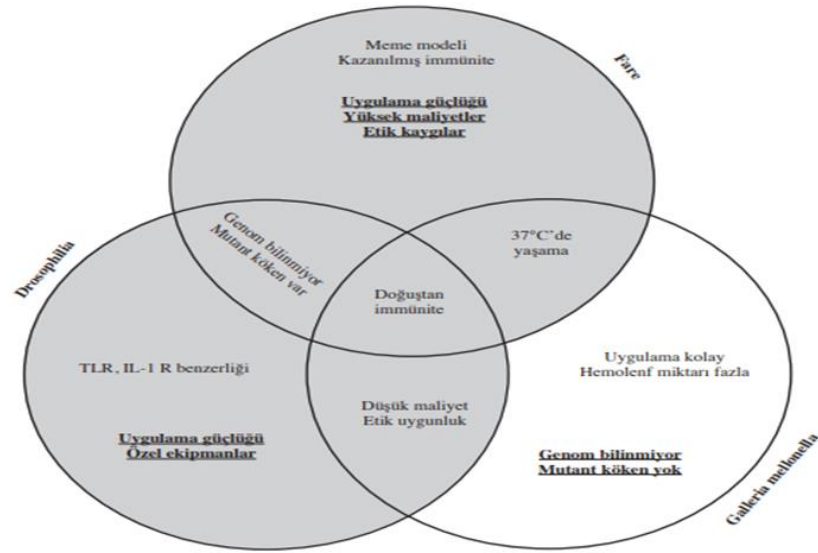 Meme modeli
Kazanılmış immünite
Uygulama güçlüğü
Yüksek maliyetler
Etik kaygılar
Fare
Genom bilinmiyor
Mutant köken var
37°C'de
yaşama
Drosophilia
Doğuştan
immünite
TLR, IL-1 R benzerliği
Uygulama kolay
Hemolenf miktarı fazla
Düşük maliyet
Etik uygunluk
Uygulama güçlüğü
Özel ekipmanlar
Genom bilinmiyor
Mutant köken yok
Galleria mellonella